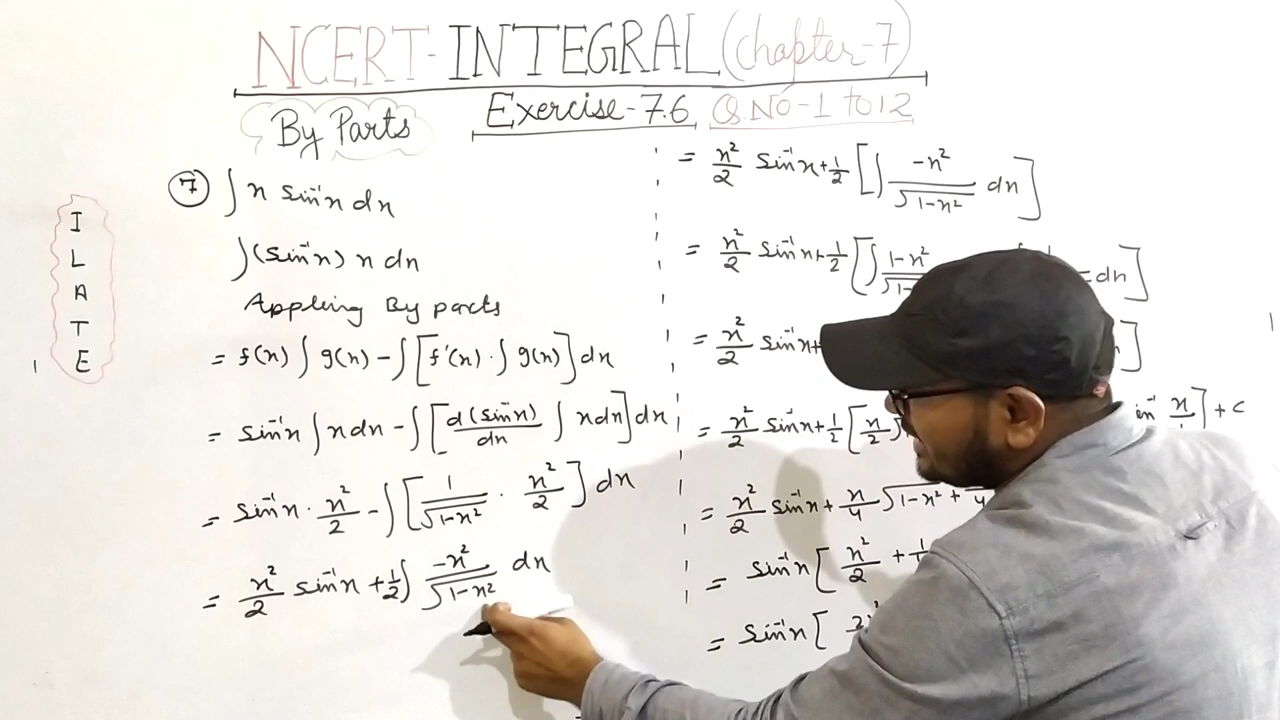 NCERT-INTEGRAL (chapter-7)
By Parts
Exercise-7.6 Q.NO-1 to 12
I
L
A
T
E
⑦ ∫ x sin⁻¹x dx
∫(sin⁻¹x) x dx
Appling By parts
= f(x) ∫ g(x) - ∫[f'(x) · ∫ g(x)] dx
= sin⁻¹x ∫ x dx - ∫[d(sin⁻¹x)/dx ∫ x dx] dx
= sin⁻¹x · x²/2 - ∫[1/√1-x² · x²/2] dx
= x²/2 sin⁻¹x + 1/2 ∫ -x²/√1-x² dx
= x²/2 sin⁻¹x + 1/2 [∫ -x²/√1-x² dx]
= x²/2 sin⁻¹x + 1/2 [∫ 1-x²/√1- dx]
= x²/2 sin⁻¹x + ]
= x²/2 sin⁻¹x + 1/2 [x/2 √ x/ ] + c
= x²/2 sin⁻¹x + x/4 √1-x² + /4
= sin⁻¹x [x²/2 + 1/
= sin⁻¹x [